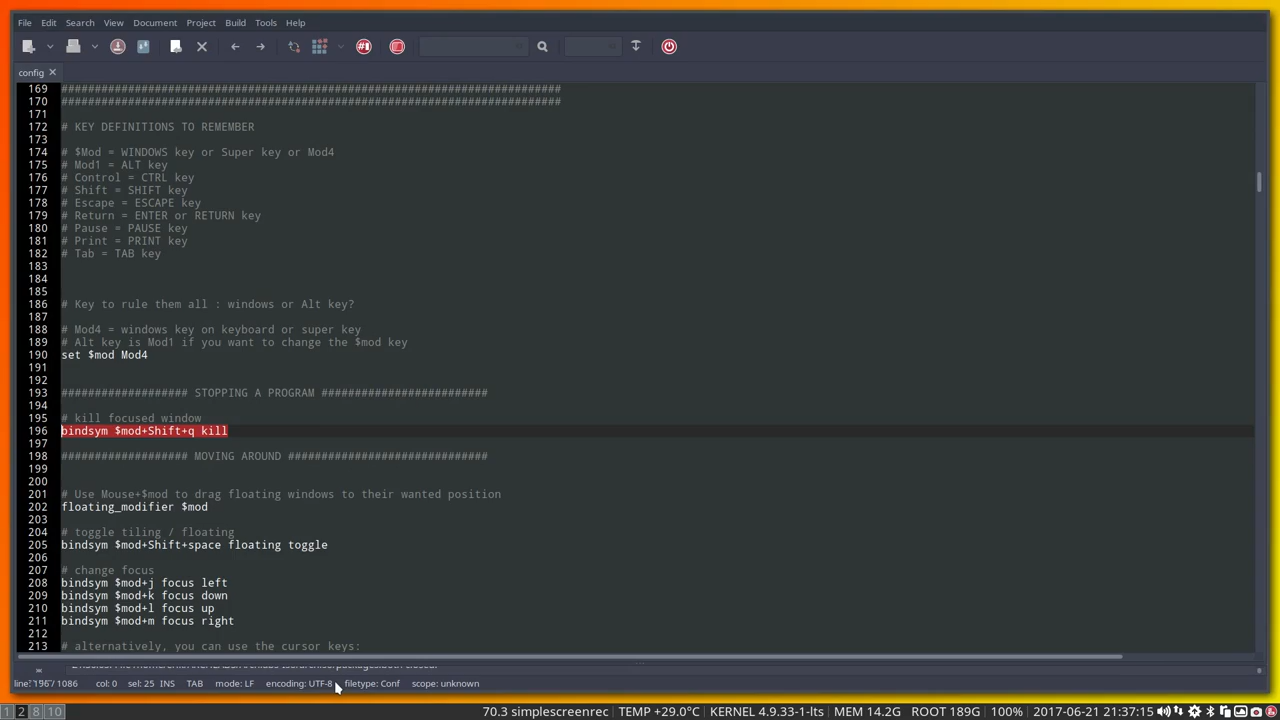 File Edit Search View Document Project Build Tools Help
config
169 ###########################################################################
170 ###########################################################################
171
172 # KEY DEFINITIONS TO REMEMBER
173
174 # $Mod = WINDOWS key or Super key or Mod4
175 # Mod1 = ALT key
176 # Control = CTRL key
177 # Shift = SHIFT key
178 # Escape = ESCAPE key
179 # Return = ENTER or RETURN key
180 # Pause = PAUSE key
181 # Print = PRINT key
182 # Tab = TAB key
183
184
185
186 # Key to rule them all : windows or Alt key?
187
188 # Mod4 = windows key on keyboard or super key
189 # Alt key is Mod1 if you want to change the $mod key
190 set $mod Mod4
191
192
193 ################### STOPPING A PROGRAM #########################
194
195 # kill focused window
196 bindsym $mod+Shift+q kill
197
198 ################### MOVING AROUND ##############################
199
200
201 # Use Mouse+$mod to drag floating windows to their wanted position
202 floating_modifier $mod
203
204 # toggle tiling / floating
205 bindsym $mod+Shift+space floating toggle
206
207 # change focus
208 bindsym $mod+j focus left
209 bindsym $mod+k focus down
210 bindsym $mod+l focus up
211 bindsym $mod+m focus right
212
213 # alternatively, you can use the cursor keys:
line: 196 / 1086 col: 0 sel: 25 INS TAB mode: LF encoding: UTF-8 filetype: Conf scope: unknown
1 2 8 10 70.3 simplescreenrec TEMP +29.0°C KERNEL 4.9.33-1-lts MEM 14.2G ROOT 189G 100% 2017-06-21 21:37:15